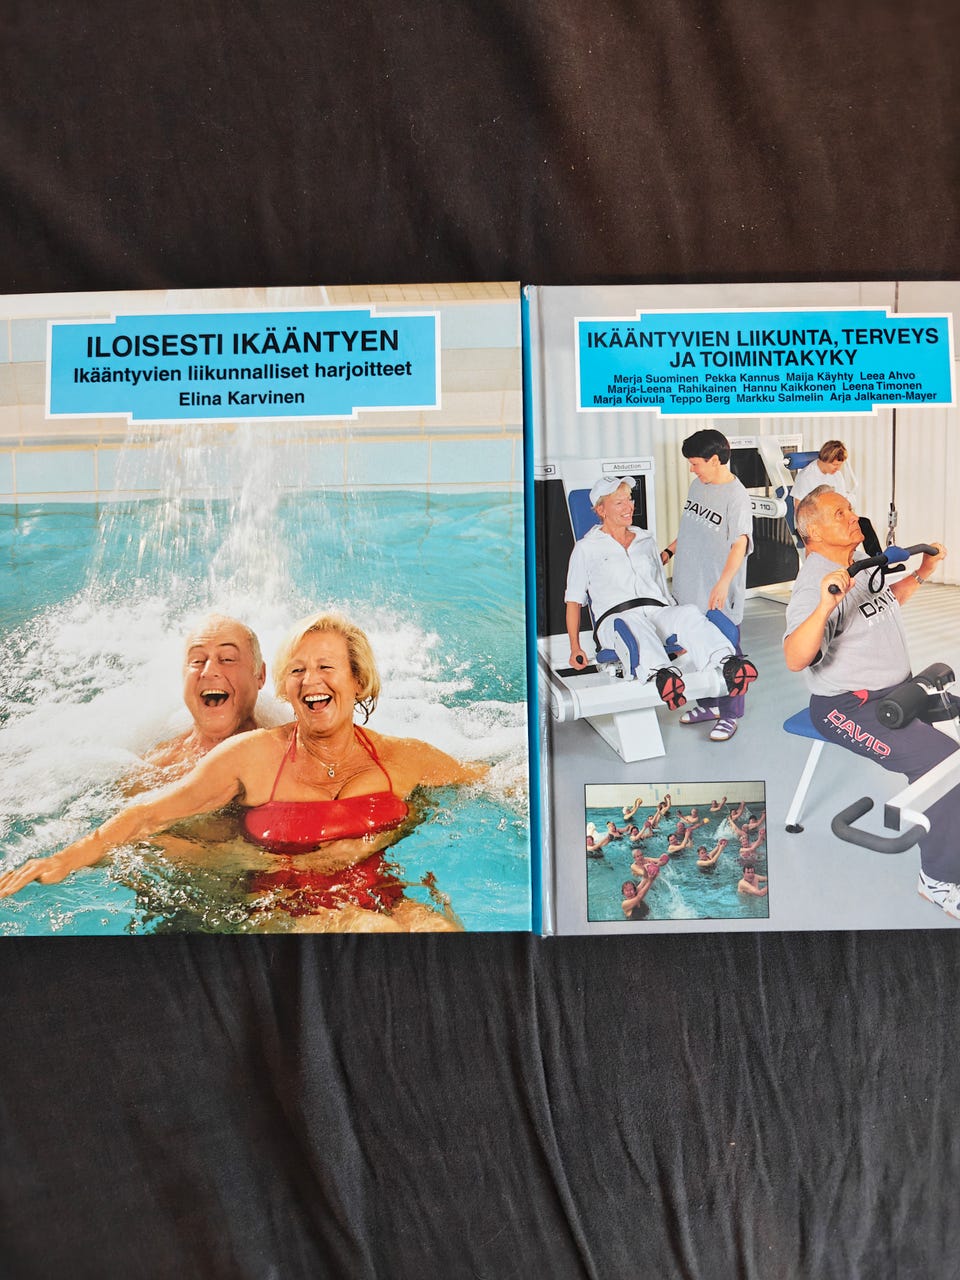 ILOISESTI IKÄÄNTYEN
Ikääntyvien liikunnalliset harjoitteet
Elina Karvinen
IKÄÄNTYVIEN LIIKUNTA, TERVEYS
JA TOIMINTAKYKY
Merja Suominen Pekka Kannus Maija Käyhty Leea Ahvo
Marja-Leena Rahikainen Hannu Kaikkonen Leena Timonen
Marja Koivula Teppo Berg Markku Salmelin Arja Jalkanen-Mayer
Abduction
110
DAVID
DAVID
DAVID
ATHLETICS